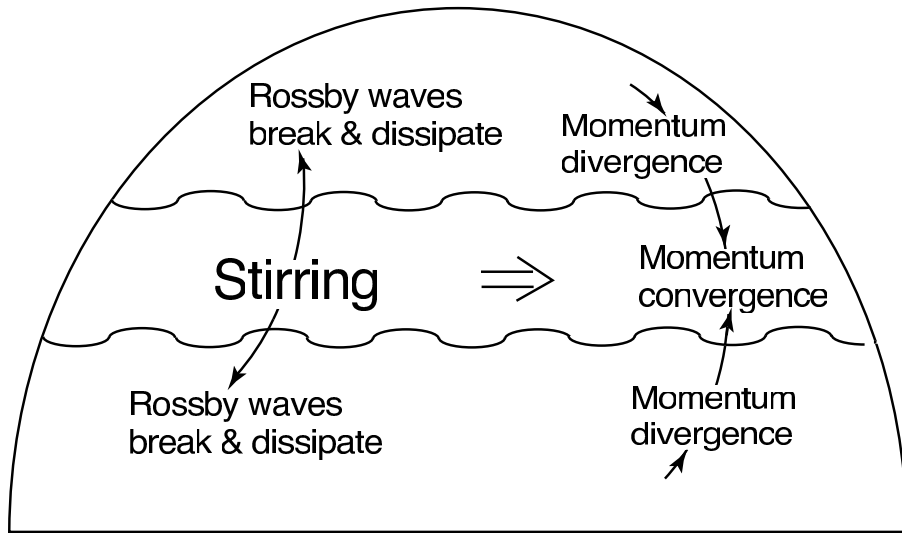 Rossby waves
break & dissipate
Momentum
divergence
Stirring
Momentum
convergence
Rossby waves
break & dissipate
Momentum
divergence